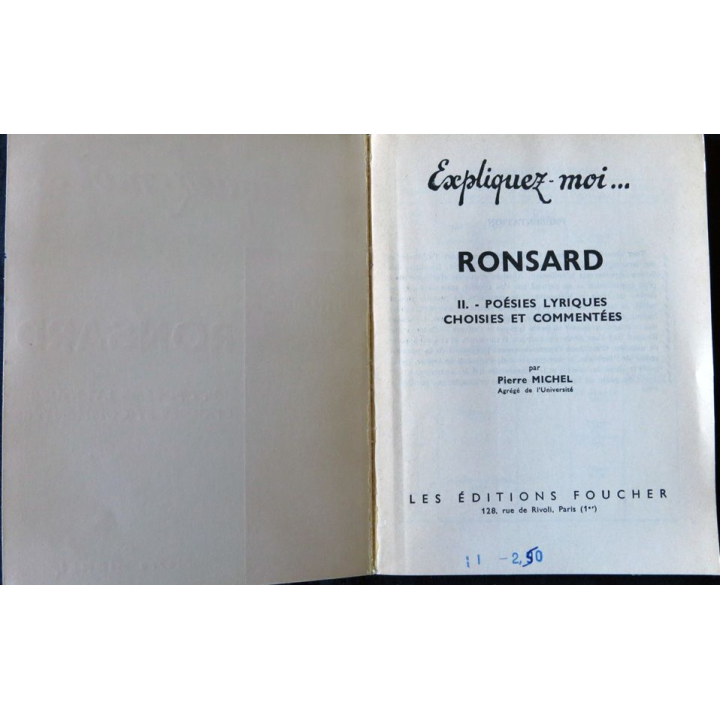 Expliquez-moi...
RONSARD
II. - POÉSIES LYRIQUES
CHOISIES ET COMMENTÉES
par
Pierre MICHEL
Agrégé de l'Université
LES ÉDITIONS FOUCHER
128, rue de Rivoli, Paris (1er)
11 -2,50